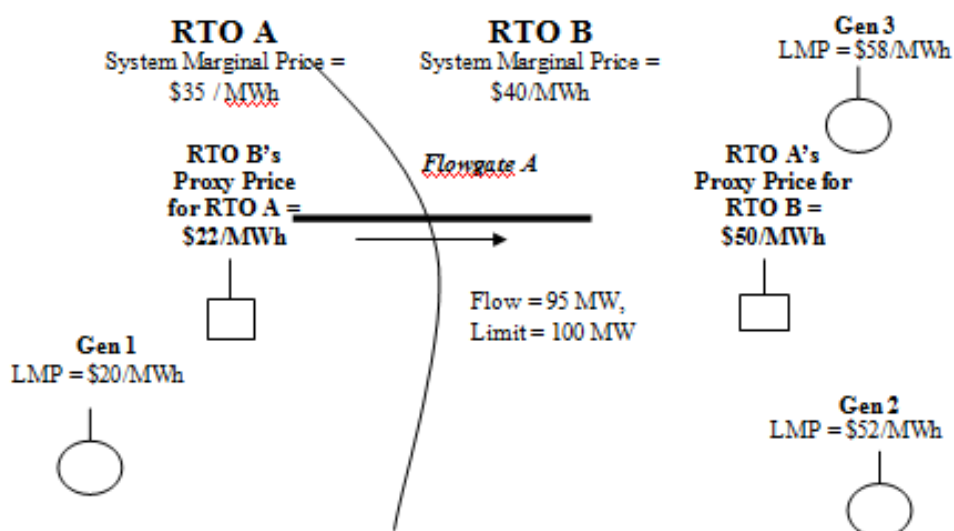 RTO A
System Marginal Price =
$35 / MWh
RTO B
System Marginal Price =
$40/MWh
Gen 3
LMP = $58/MWh
RTO B's
Proxy Price
for RTO A =
$22/MWh
Flowgate A
RTO A's
Proxy Price for
RTO B =
$50/MWh
Flow = 95 MW,
Limit = 100 MW
Gen 1
LMP = $20/MWh
Gen 2
LMP = $52/MWh